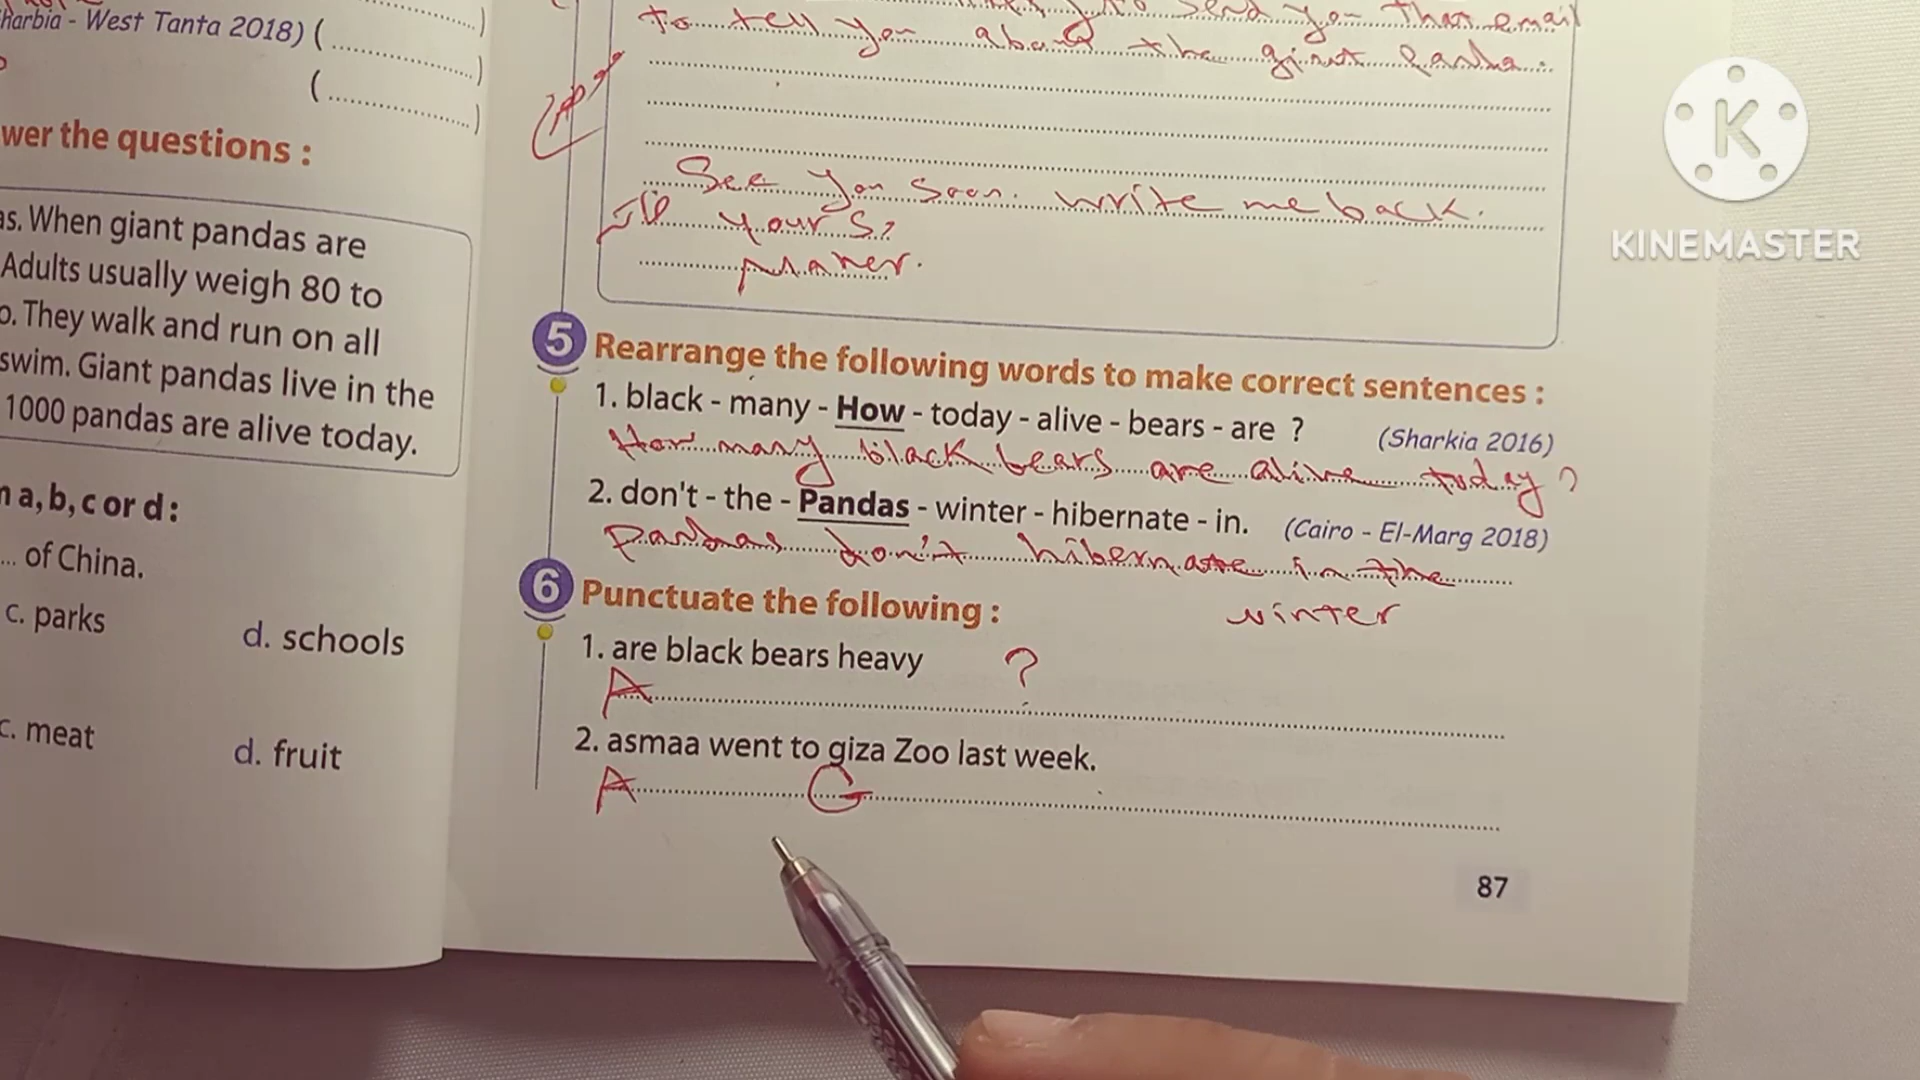 harbia - West Tanta 2018) (....................)
(....................)
wer the questions :
as. When giant pandas are
Adults usually weigh 80 to
o. They walk and run on all
swim. Giant pandas live in the
1000 pandas are alive today.
m a, b, c or d :
... of China.
c. parks d. schools
c. meat d. fruit
send you that email
to tell you about the giant panda.
See you soon. write me back.
yours,
5 Rearrange the following words to make correct sentences :
1. black - many - How - today - alive - bears - are ? (Sharkia 2016)
How many black bears are alive today ?
2. don't - the - Pandas - winter - hibernate - in. (Cairo - El-Marg 2018)
Pandas don't hibernate in the
winter
6 Punctuate the following :
1. are black bears heavy ?
A
2. asmaa went to giza Zoo last week.
A G
87
K
KINEMASTER